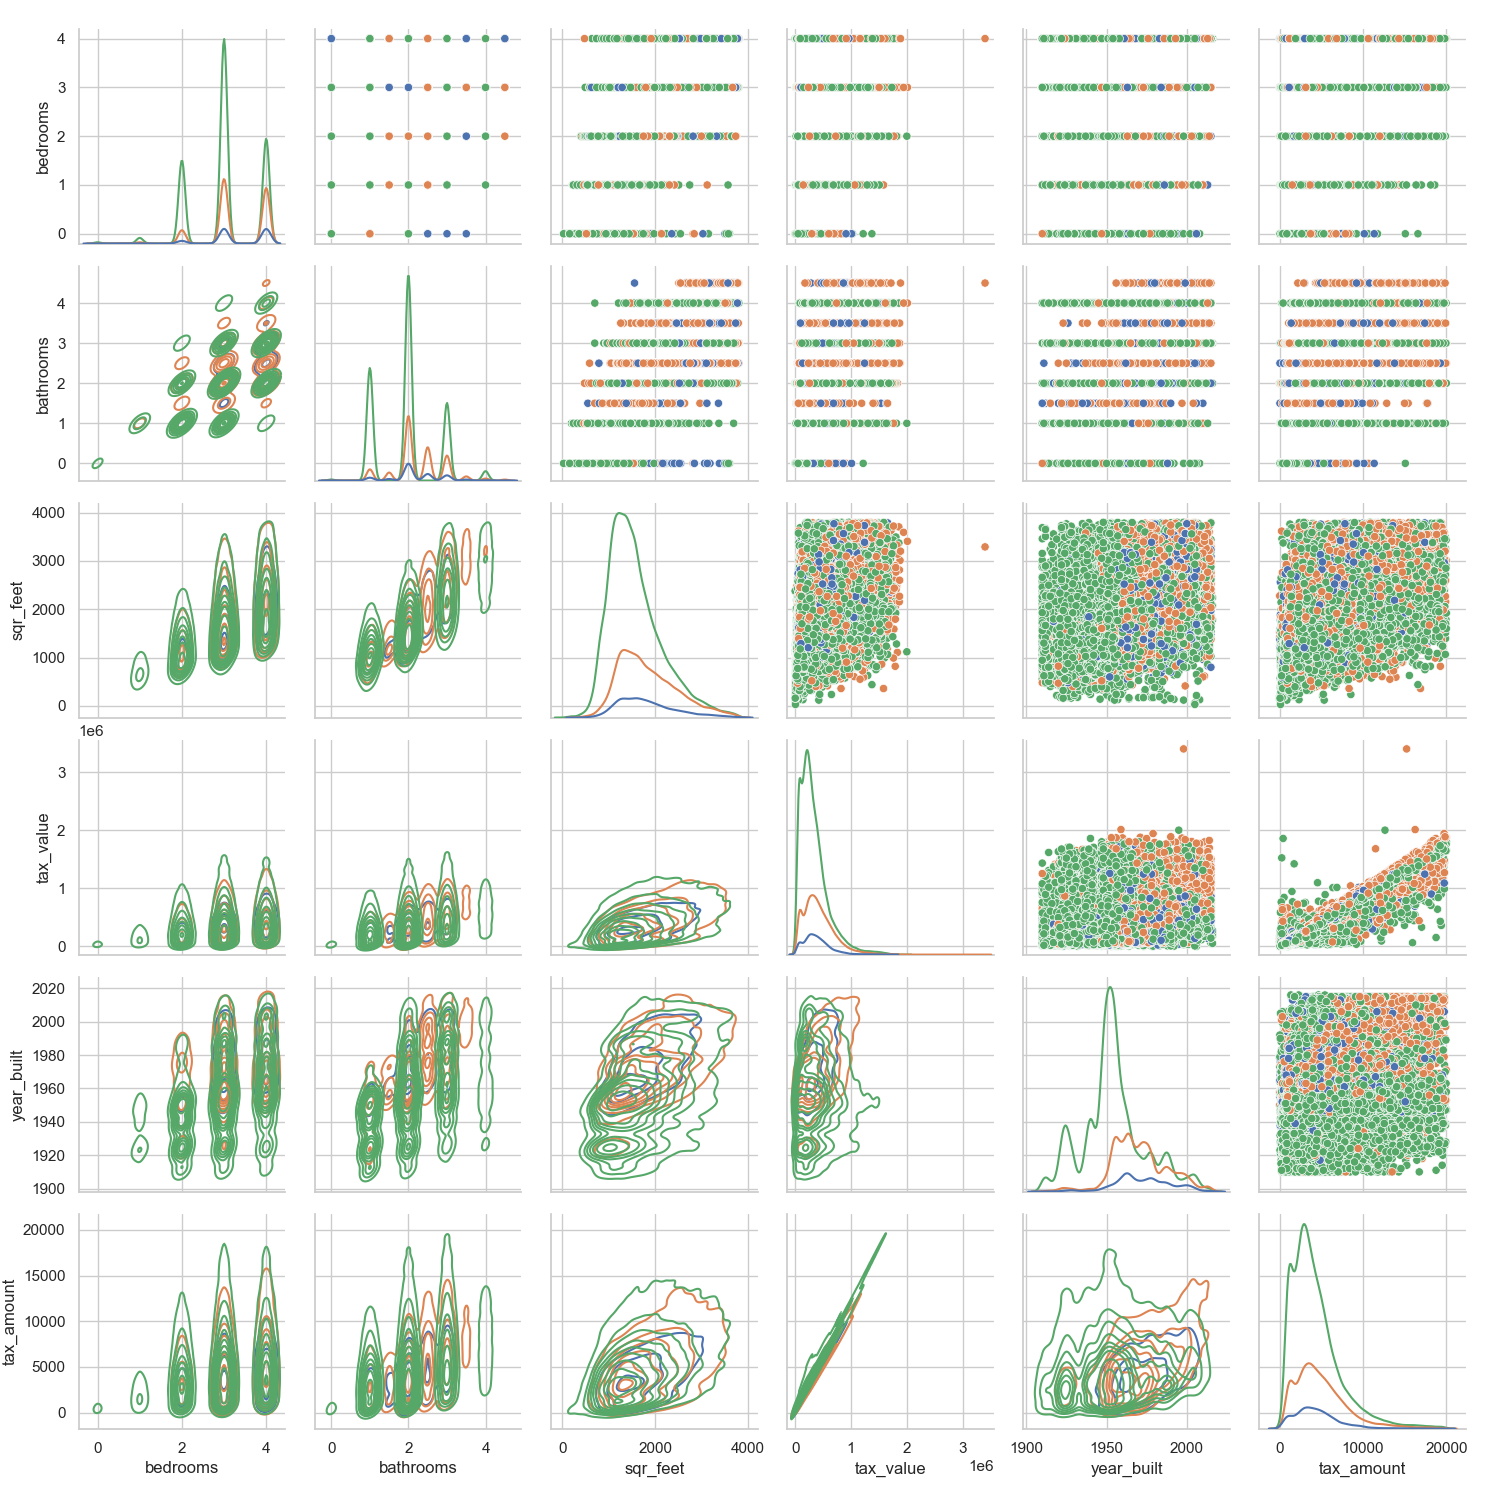 4
3
2
1
0
bedrooms
4
3
2
1
0
bathrooms
4000
3000
2000
1000
0
sqr_feet
1e6
3
2
1
0
tax_value
2020
2000
1980
1960
1940
1920
1900
year_built
20000
15000
10000
5000
0
tax_amount
0 2 4
bedrooms
0 2 4
bathrooms
0 2000 4000
sqr_feet
0 1 2 3
tax_value 1e6
1900 1950 2000
year_built
0 10000 20000
tax_amount